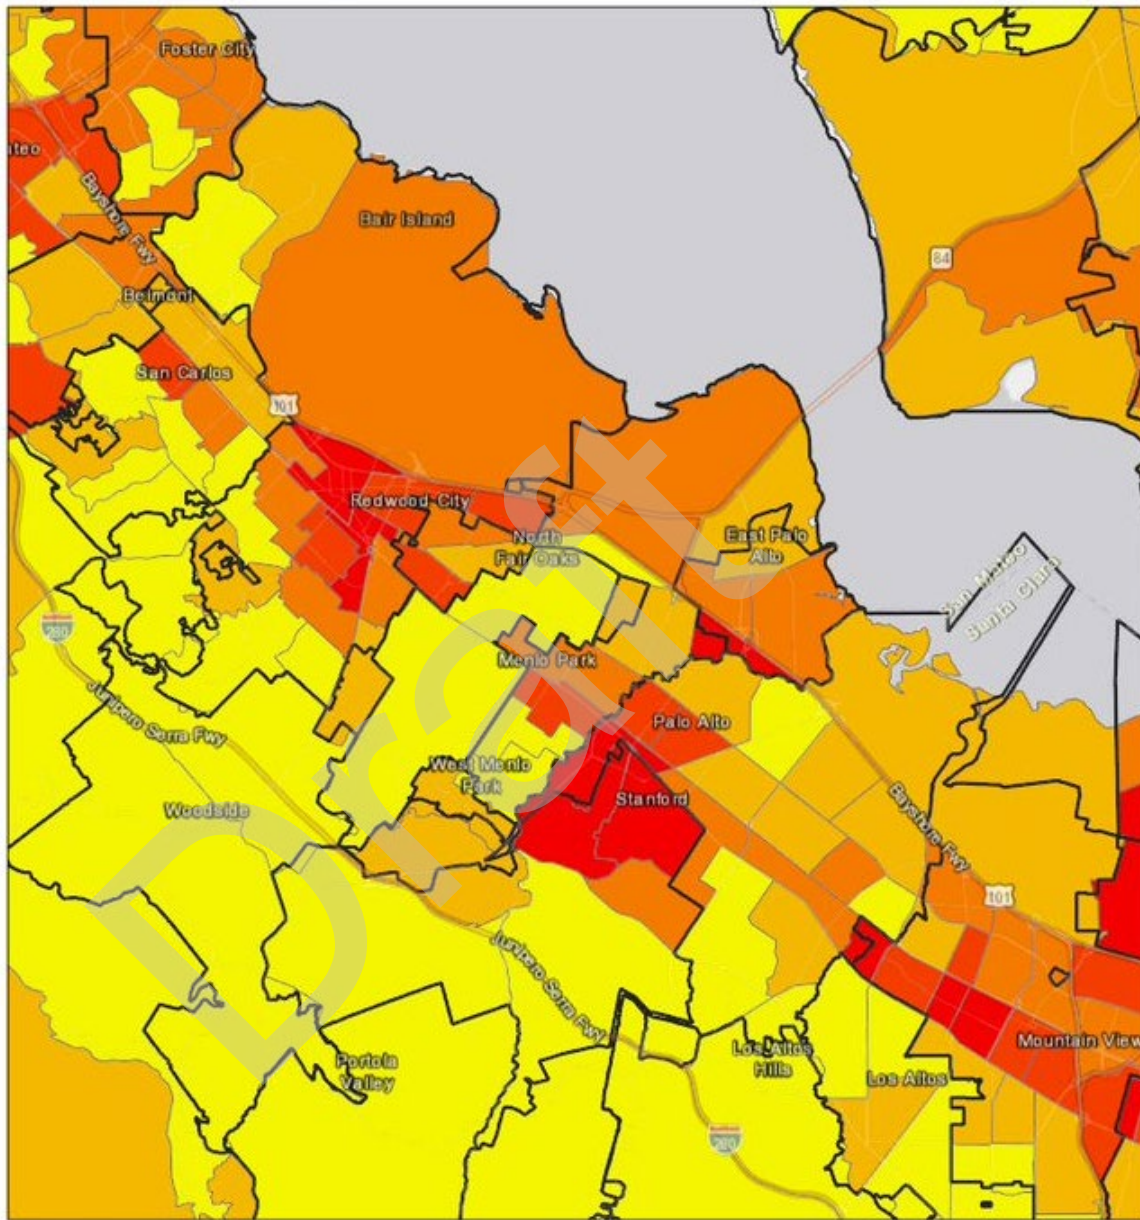 Foster City
ateo
Bayshore Fwy
Bair Island
84
Belmont
San Carlos
101
Redwood City
North
Fair Oaks
East Palo
Alto
San Mateo
Santa Clara
280
Menlo Park
Junipero Serra Fwy
Palo Alto
West Menlo
Park
Stanford
Woodside
Bayshore Fwy
101
Junipero Serra Fwy
Mountain View
Los Altos
Hills
Portola
Valley
Los Altos
280
Draft